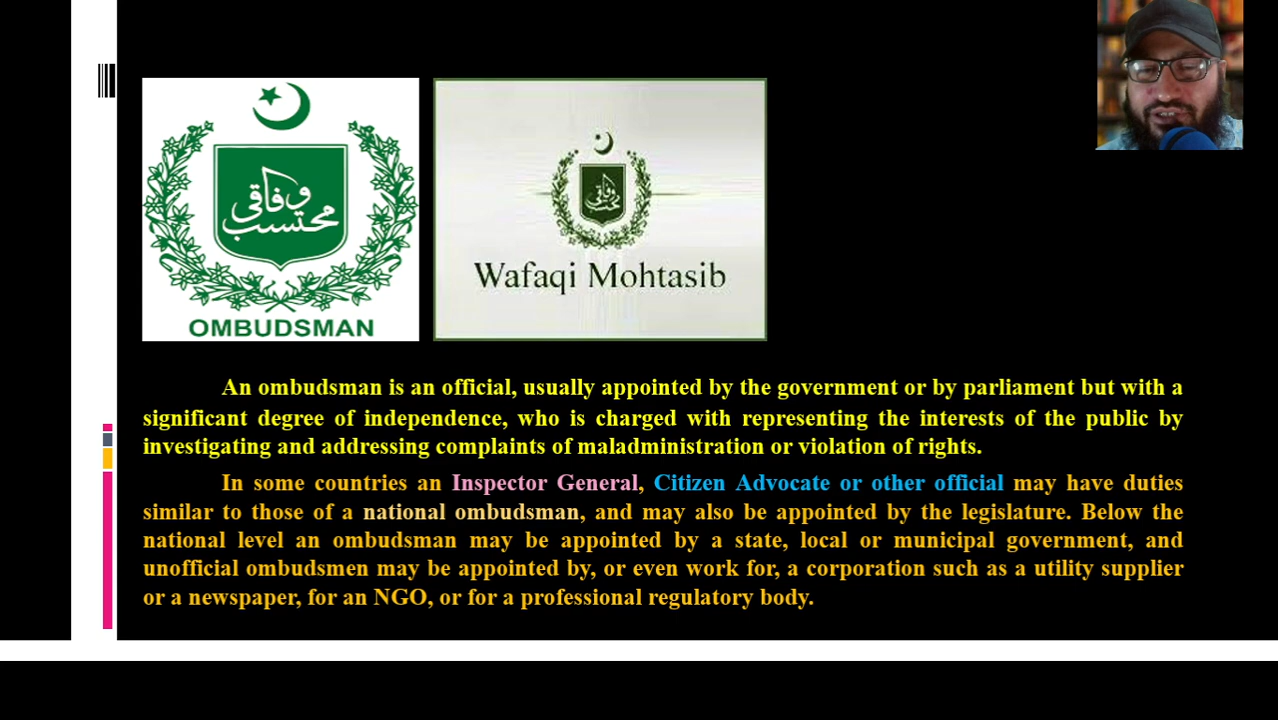 وفاقی
محتسب
OMBUDSMAN
وفاقی
محتسب
Wafaqi Mohtasib
An ombudsman is an official, usually appointed by the government or by parliament but with a
significant degree of independence, who is charged with representing the interests of the public by
investigating and addressing complaints of maladministration or violation of rights.
In some countries an Inspector General, Citizen Advocate or other official may have duties
similar to those of a national ombudsman, and may also be appointed by the legislature. Below the
national level an ombudsman may be appointed by a state, local or municipal government, and
unofficial ombudsmen may be appointed by, or even work for, a corporation such as a utility supplier
or a newspaper, for an NGO, or for a professional regulatory body.